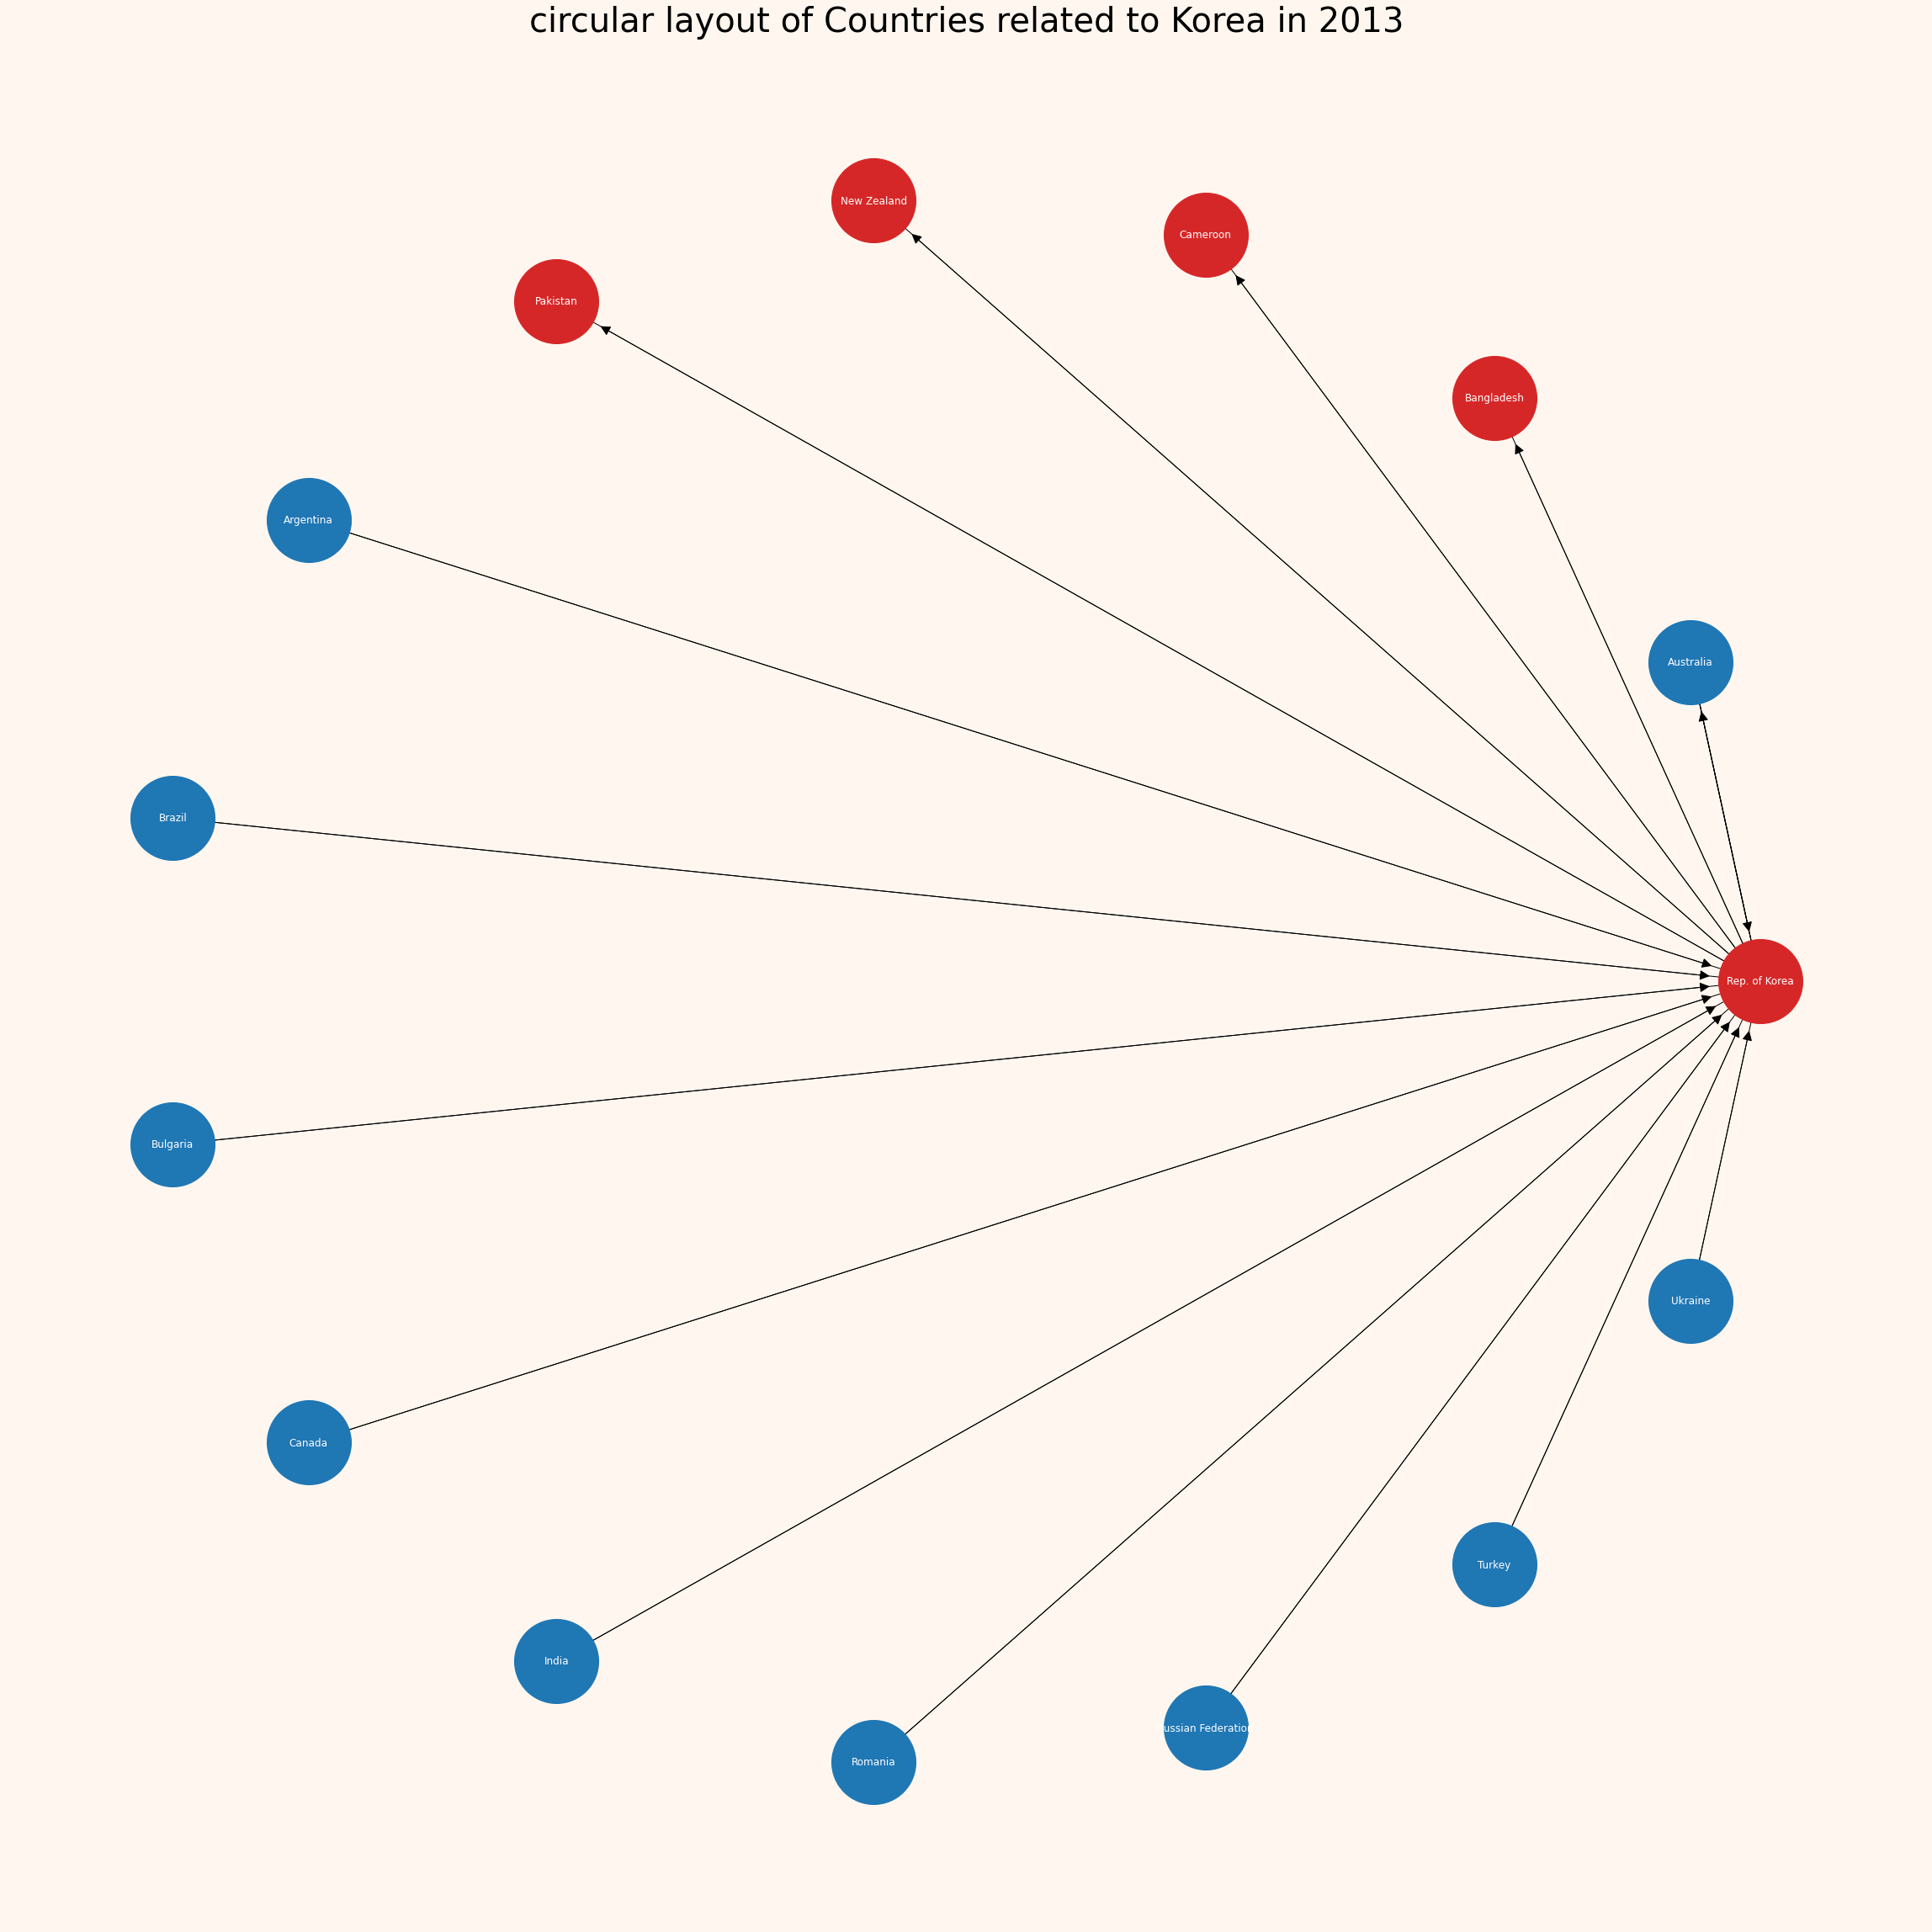 circular layout of Countries related to Korea in 2013
New Zealand
Cameroon
Pakistan
Bangladesh
Argentina
Australia
Brazil
Rep. of Korea
Bulgaria
Ukraine
Canada
Turkey
India
ussian Federation
Romania